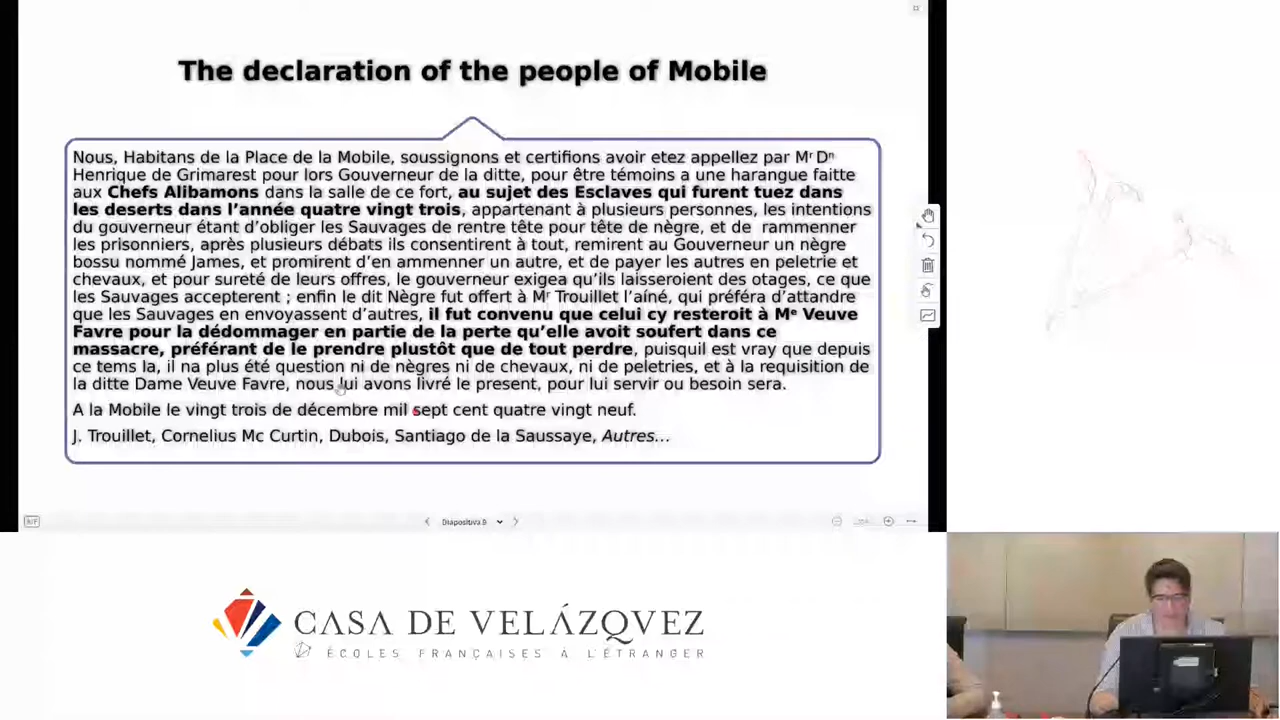 The declaration of the people of Mobile
Nous, Habitans de la Place de la Mobile, soussignons et certifions avoir etez appellez par Mʳ Dⁿ
Henrique de Grimarest pour lors Gouverneur de la ditte, pour être témoins a une harangue faitte
aux Chefs Alibamons dans la salle de ce fort, au sujet des Esclaves qui furent tuez dans
les deserts dans l’année quatre vingt trois, appartenant à plusieurs personnes, les intentions
du gouverneur étant d’obliger les Sauvages de rentre tête pour tête de nègre, et de rammenner
les prisonniers, après plusieurs débats ils consentirent à tout, remirent au Gouverneur un nègre
bossu nommé James, et promirent d’en ammenner un autre, et de payer les autres en peletrie et
chevaux, et pour sureté de leurs offres, le gouverneur exigea qu’ils laisseroient des otages, ce que
les Sauvages accepterent ; enfin le dit Nègre fut offert à Mʳ Trouillet l’aíné, qui préféra d’attandre
que les Sauvages en envoyassent d’autres, il fut convenu que celui cy resteroit à Mᵉ Veuve
Favre pour la dédommager en partie de la perte qu’elle avoit soufert dans ce
massacre, préférant de le prendre plustôt que de tout perdre, puisquil est vray que depuis
ce tems la, il na plus été question ni de nègres ni de chevaux, ni de peletries, et à la requisition de
la ditte Dame Veuve Favre, nous lui avons livré le present, pour lui servir ou besoin sera.
A la Mobile le vingt trois de décembre mil sept cent quatre vingt neuf.
J. Trouillet, Cornelius Mc Curtin, Dubois, Santiago de la Saussaye, Autres…
Diapositiva 9
CASA DE VELÁZQVEZ
ÉCOLES FRANÇAISES À L'ÉTRANGER